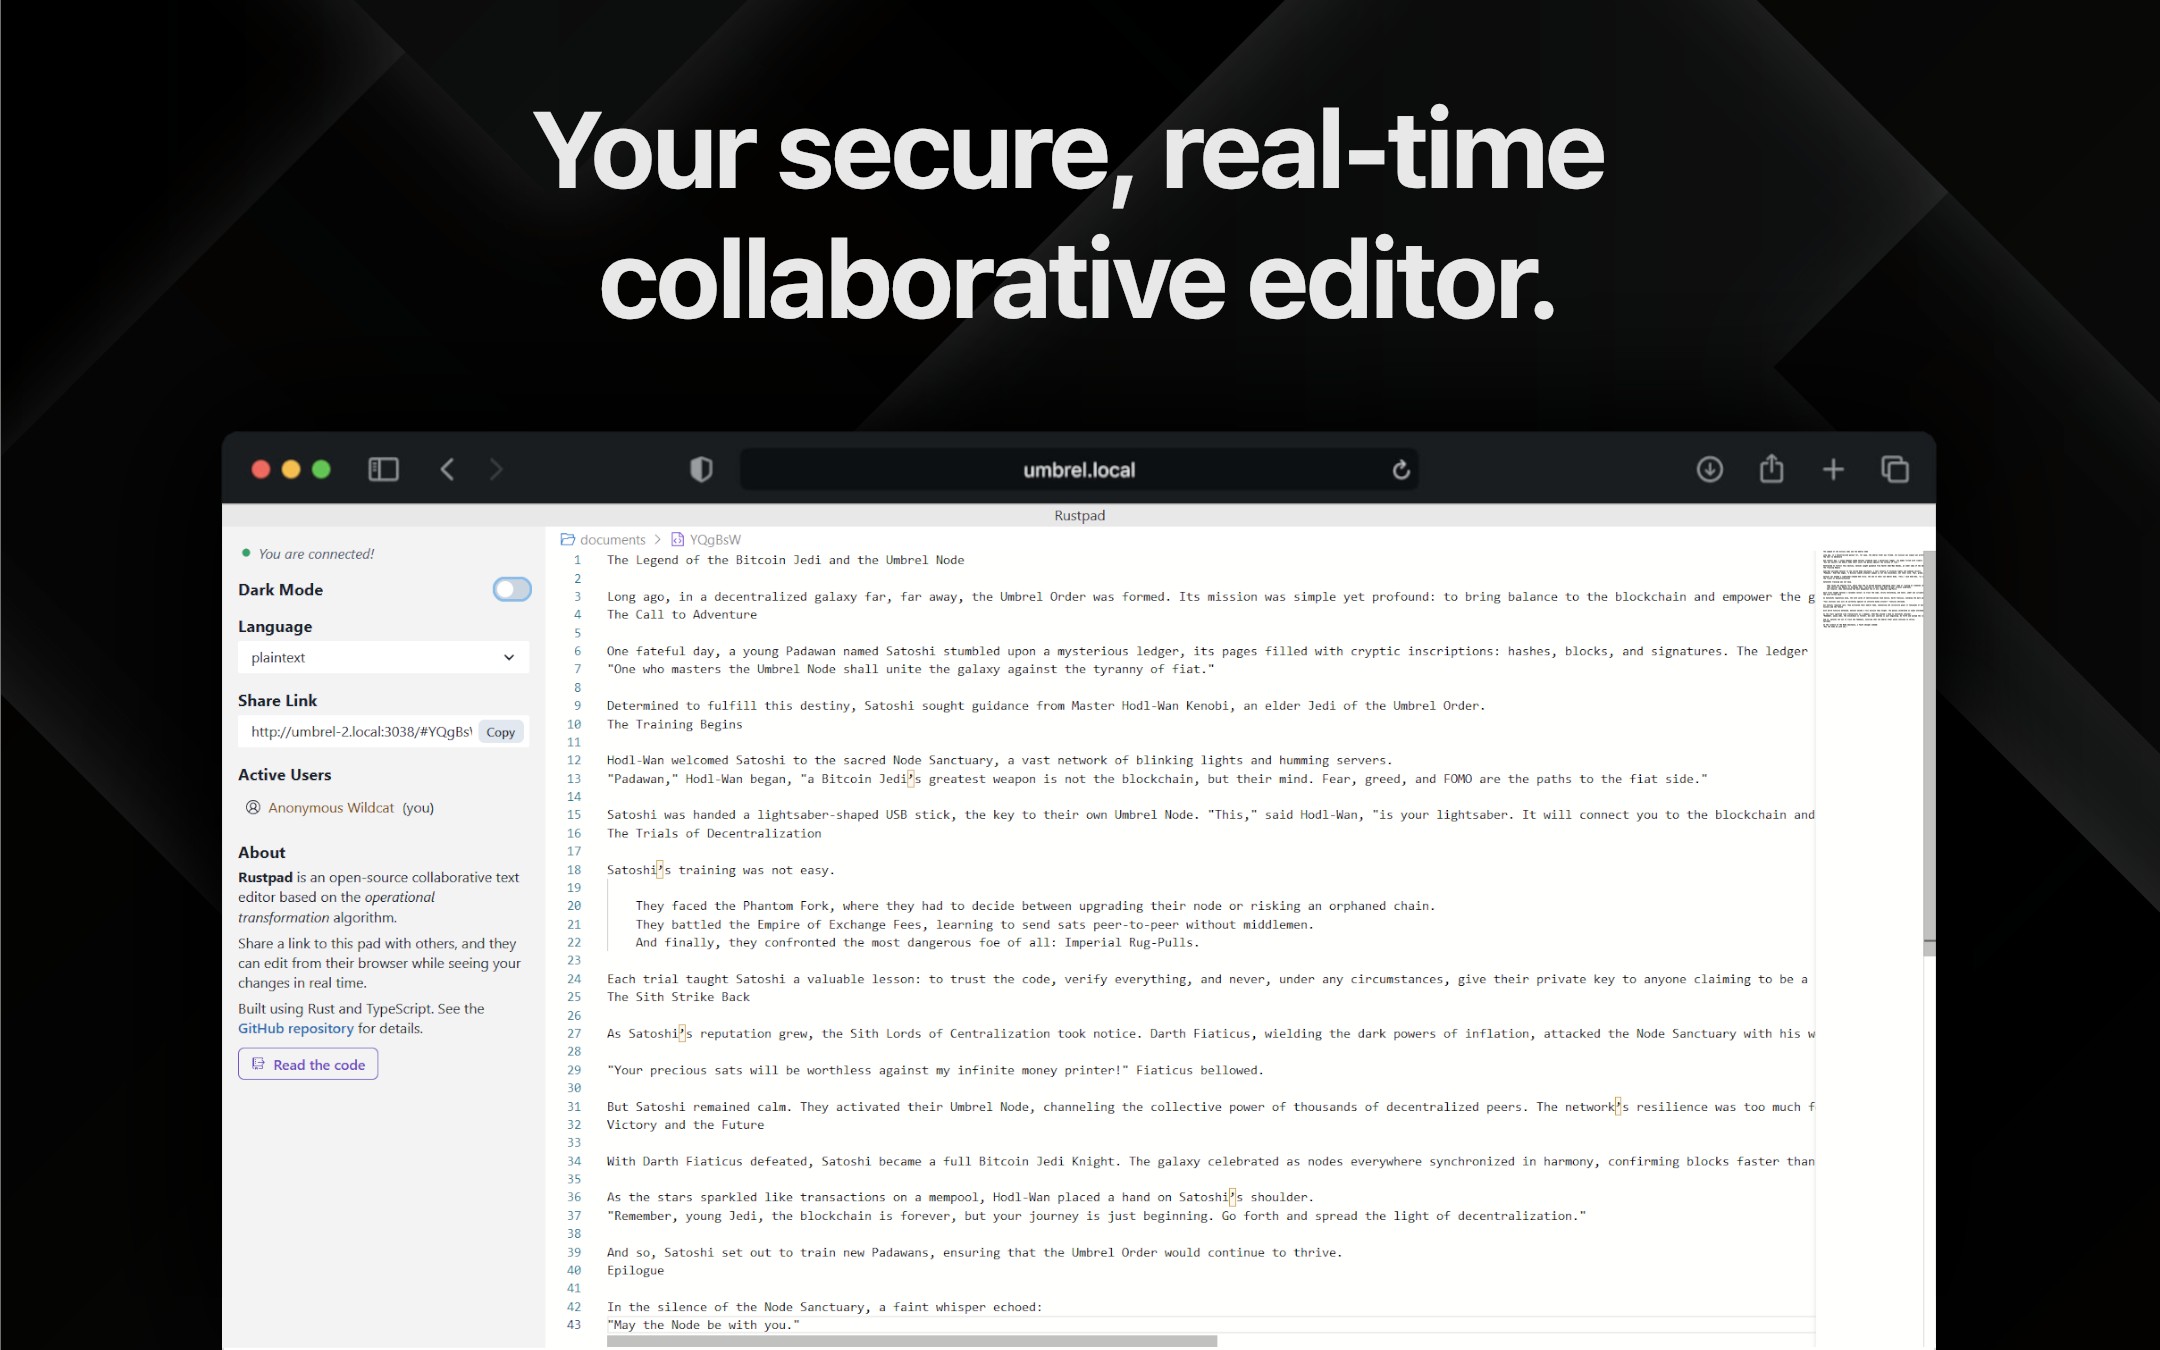 Your secure, real-time
collaborative editor.
umbrel.local
Rustpad
You are connected!
Dark Mode
Language
plaintext
Share Link
http://umbrel-2.local:3038/#YQgBsW Copy
Active Users
Anonymous Wildcat (you)
About
Rustpad is an open-source collaborative text
editor based on the operational
transformation algorithm.
Share a link to this pad with others, and they
can edit from their browser while seeing your
changes in real time.
Built using Rust and TypeScript. See the
GitHub repository for details.
Read the code
documents > YQgBsW
1 The Legend of the Bitcoin Jedi and the Umbrel Node
2
3 Long ago, in a decentralized galaxy far, far away, the Umbrel Order was formed. Its mission was simple yet profound: to bring balance to the blockchain and empower the g
4 The Call to Adventure
5
6 One fateful day, a young Padawan named Satoshi stumbled upon a mysterious ledger, its pages filled with cryptic inscriptions: hashes, blocks, and signatures. The ledger
7 "One who masters the Umbrel Node shall unite the galaxy against the tyranny of fiat."
8
9 Determined to fulfill this destiny, Satoshi sought guidance from Master Hodl-Wan Kenobi, an elder Jedi of the Umbrel Order.
10 The Training Begins
11
12 Hodl-Wan welcomed Satoshi to the sacred Node Sanctuary, a vast network of blinking lights and humming servers.
13 "Padawan," Hodl-Wan began, "a Bitcoin Jedi’s greatest weapon is not the blockchain, but their mind. Fear, greed, and FOMO are the paths to the fiat side."
14
15 Satoshi was handed a lightsaber-shaped USB stick, the key to their own Umbrel Node. "This," said Hodl-Wan, "is your lightsaber. It will connect you to the blockchain and
16 The Trials of Decentralization
17
18 Satoshi’s training was not easy.
19
20 They faced the Phantom Fork, where they had to decide between upgrading their node or risking an orphaned chain.
21 They battled the Empire of Exchange Fees, learning to send sats peer-to-peer without middlemen.
22 And finally, they confronted the most dangerous foe of all: Imperial Rug-Pulls.
23
24 Each trial taught Satoshi a valuable lesson: to trust the code, verify everything, and never, under any circumstances, give their private key to anyone claiming to be a
25 The Sith Strike Back
26
27 As Satoshi’s reputation grew, the Sith Lords of Centralization took notice. Darth Fiaticus, wielding the dark powers of inflation, attacked the Node Sanctuary with his w
28
29 "Your precious sats will be worthless against my infinite money printer!" Fiaticus bellowed.
30
31 But Satoshi remained calm. They activated their Umbrel Node, channeling the collective power of thousands of decentralized peers. The network’s resilience was too much f
32 Victory and the Future
33
34 With Darth Fiaticus defeated, Satoshi became a full Bitcoin Jedi Knight. The galaxy celebrated as nodes everywhere synchronized in harmony, confirming blocks faster than
35
36 As the stars sparkled like transactions on a mempool, Hodl-Wan placed a hand on Satoshi’s shoulder.
37 "Remember, young Jedi, the blockchain is forever, but your journey is just beginning. Go forth and spread the light of decentralization."
38
39 And so, Satoshi set out to train new Padawans, ensuring that the Umbrel Order would continue to thrive.
40 Epilogue
41
42 In the silence of the Node Sanctuary, a faint whisper echoed:
43 "May the Node be with you."